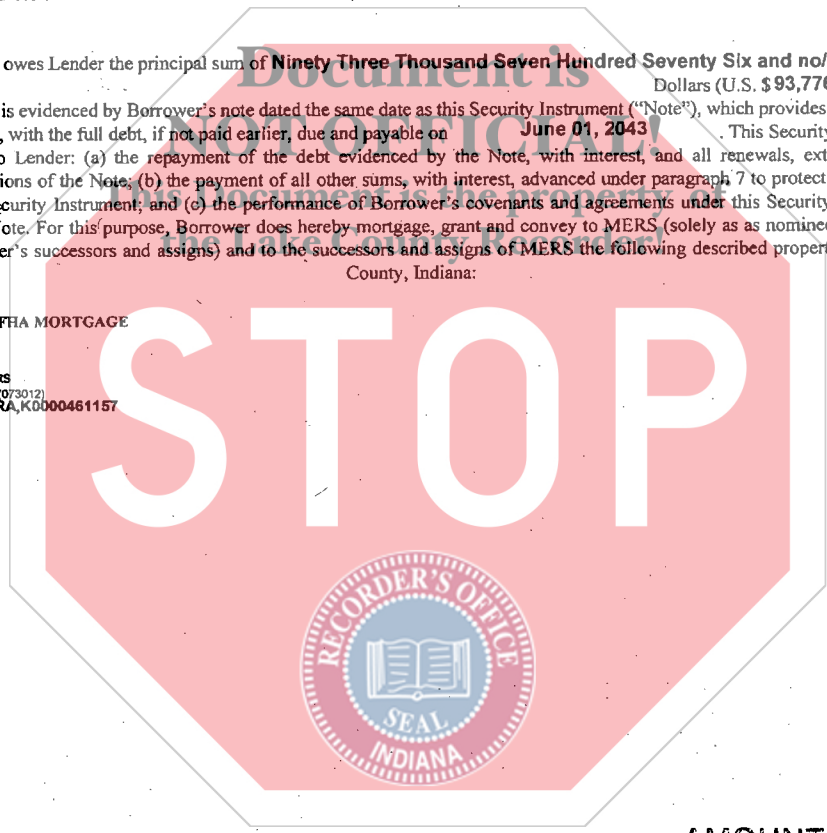 owes Lender the principal sum of Ninety Three Thousand Seven Hundred Seventy Six and no/
Dollars (U.S. $ 93,776
is evidenced by Borrower's note dated the same date as this Security Instrument ("Note"), which provides
, with the full debt, if not paid earlier, due and payable on June 01, 2043 . This Security
o Lender: (a) the repayment of the debt evidenced by the Note, with interest, and all renewals, ext
ions of the Note; (b) the payment of all other sums, with interest, advanced under paragraph 7 to protect
curity Instrument; and (c) the performance of Borrower's covenants and agreements under this Security
ote. For this purpose, Borrower does hereby mortgage, grant and convey to MERS (solely as as nomine
er's successors and assigns) and to the successors and assigns of MERS the following described propert
County, Indiana:
Document is
NOT OFFICIAL!
This Document is the property of
the Lake County Recorder!
FHA MORTGAGE
ts
073012)
RA,K0000461157
STOP
RECORDER'S OFFICE
SEAL
INDIANA